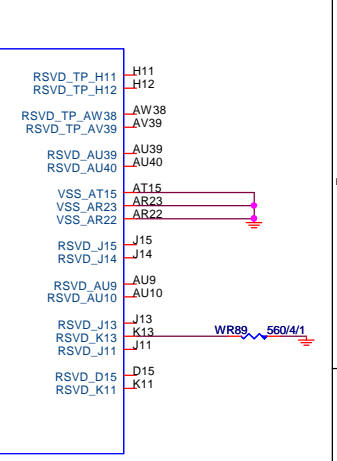 RSVD_TP_H11 H11
RSVD_TP_H12 H12
RSVD_TP_AW38 AW38
RSVD_TP_AV39 AV39
RSVD_AU39 AU39
RSVD_AU40 AU40
VSS_AT15 AT15
VSS_AR23 AR23
VSS_AR22 AR22
RSVD_J15 J15
RSVD_J14 J14
RSVD_AU9 AU9
RSVD_AU10 AU10
RSVD_J13 J13
RSVD_K13 K13 WR89 560/4/1
RSVD_J11 J11
RSVD_D15 D15
RSVD_K11 K11